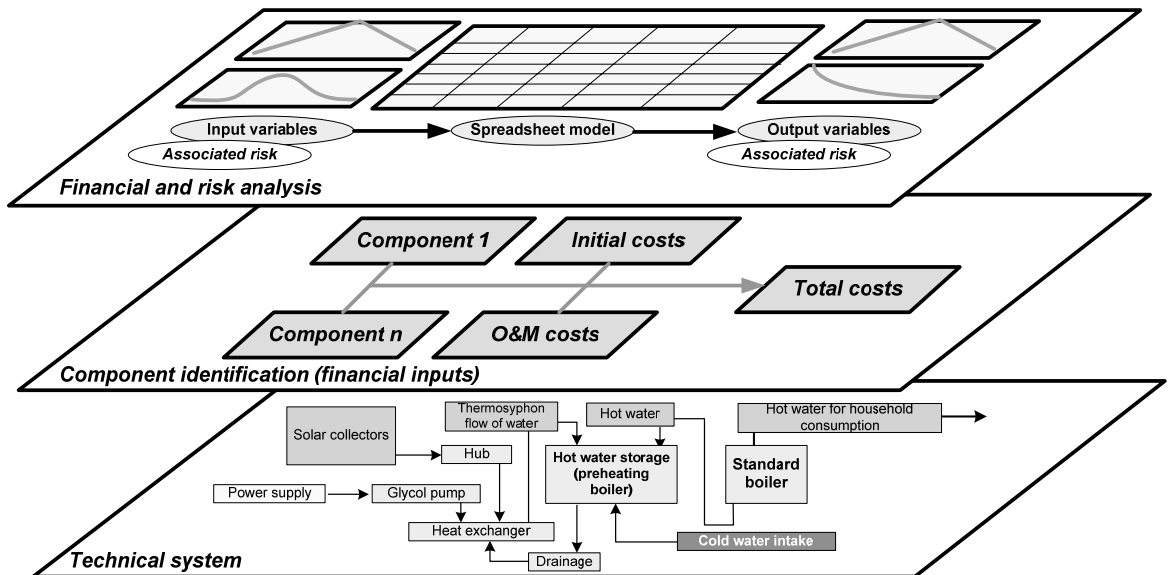 Input variables
Spreadsheet model
Output variables
Associated risk
Associated risk
Financial and risk analysis
Component 1
Initial costs
Total costs
Component n
O&M costs
Component identification (financial inputs)
Solar collectors
Thermosyphon
flow of water
Hot water
Hot water for household
consumption
Hub
Hot water storage
(preheating
boiler)
Standard
boiler
Power supply
Glycol pump
Heat exchanger
Cold water intake
Drainage
Technical system